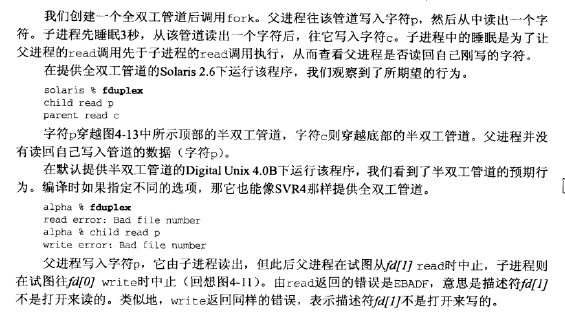 我们创建一个全双工管道后调用fork。父进程往该管道写入字符p，然后从中读出一个字
符。子进程先睡眠3秒，从该管道读出一个字符后，往它写入字符c。子进程中的睡眠是为了让
父进程的read调用先于子进程的read调用执行，从而查看父进程是否读回自己刚写的字符。
在提供全双工管道的Solaris 2.6下运行该程序，我们观察到了所期望的行为。
solaris % fduplex
child read p
parent read c
字符p穿越图4-13中所示顶部的半双工管道，字符c则穿越底部的半双工管道。父进程并没
有读回自己写入管道的数据（字符p）。
在默认提供半双工管道的Digital Unix 4.0B下运行该程序，我们看到了半双工管道的预期行
为。编译时如果指定不同的选项，那它也能像SVR4那样提供全双工管道。
alpha % fduplex
read error: Bad file number
alpha % child read p
write error: Bad file number
父进程写入字符p，它由子进程读出，但此后父进程在试图从fd[1] read时中止，子进程则
在试图往fd[0] write时中止（回想图4-11）。由read返回的错误是EBADF，意思是描述符fd[1]
不是打开来读的。类似地，write返回同样的错误，表示描述符fd[1]不是打开来写的。